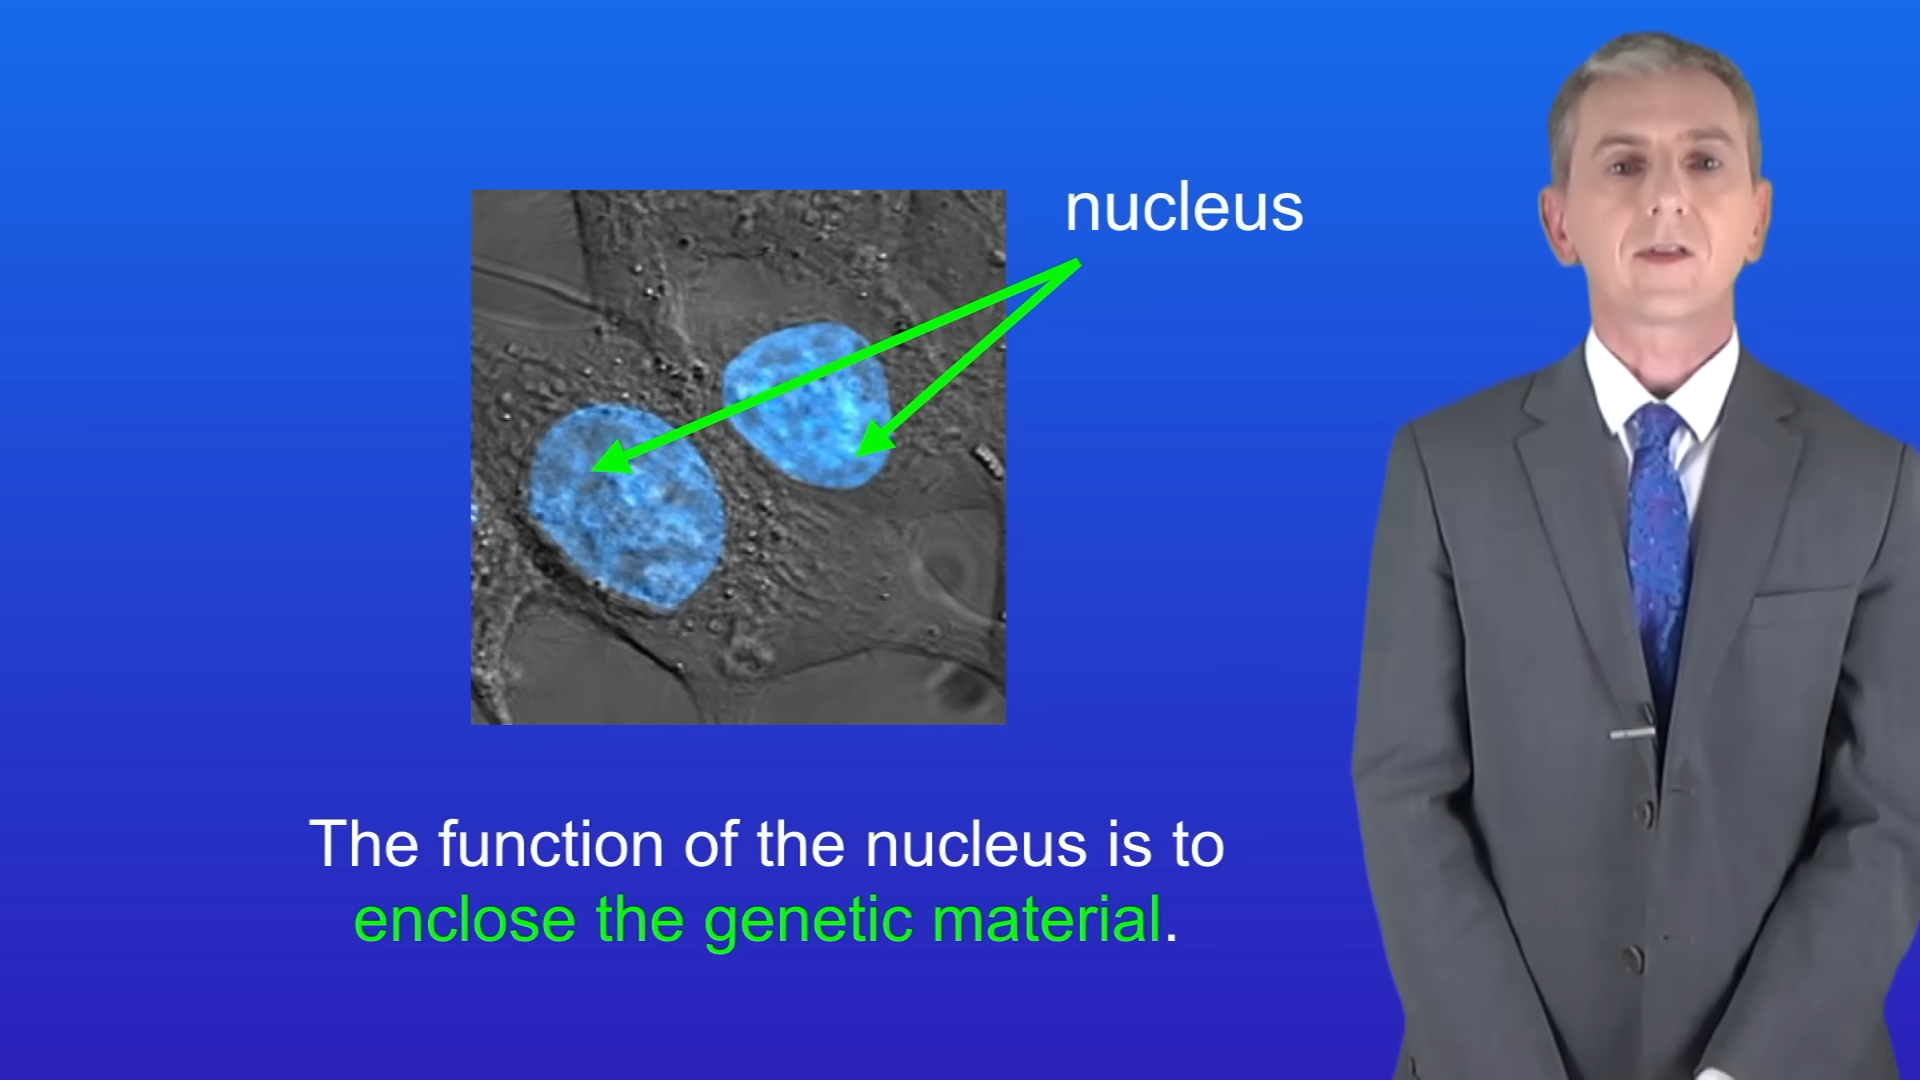 nucleus
The function of the nucleus is to
enclose the genetic material.